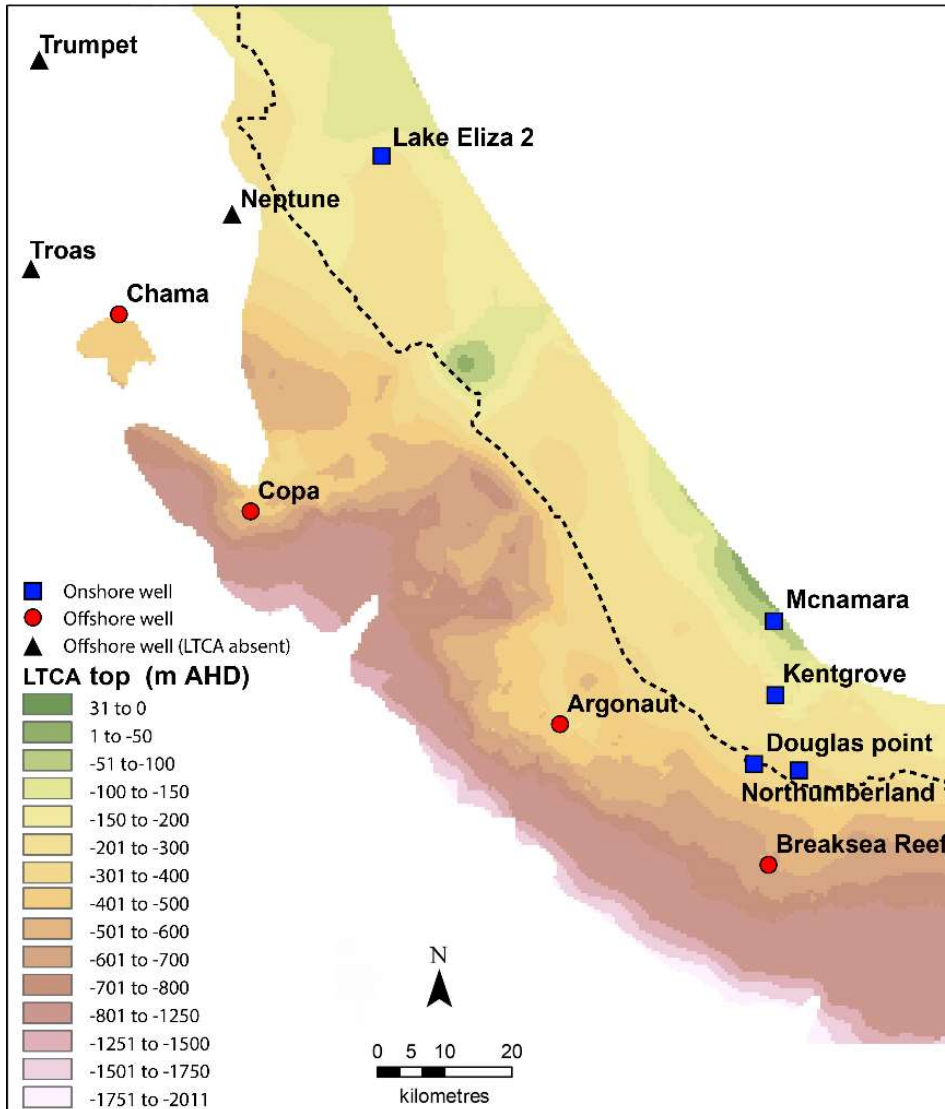 Trumpet
Lake Eliza 2
Neptune
Troas
Chama
Copa
Onshore well
Offshore well
Offshore well (LTCA absent)
Mcnamara
Kentgrove
Argonaut
Douglas point
Northumberland
Breaksea Reef
LTCA top (m AHD)
31 to 0
1 to -50
-51 to-100
-100 to -150
-150 to -200
-201 to -300
-301 to -400
-401 to -500
-501 to -600
-601 to -700
-701 to -800
-801 to -1250
-1251 to -1500
-1501 to -1750
-1751 to -2011
N
0 5 10 20
kilometres